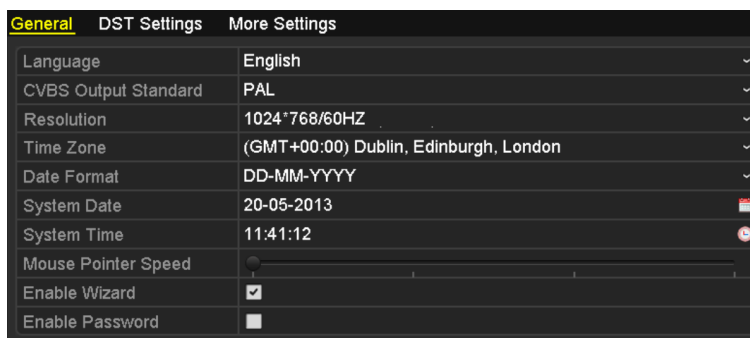 General DST Settings More Settings
Language English
CVBS Output Standard PAL
Resolution 1024*768/60HZ
Time Zone (GMT+00:00) Dublin, Edinburgh, London
Date Format DD-MM-YYYY
System Date 20-05-2013
System Time 11:41:12
Mouse Pointer Speed
Enable Wizard
Enable Password